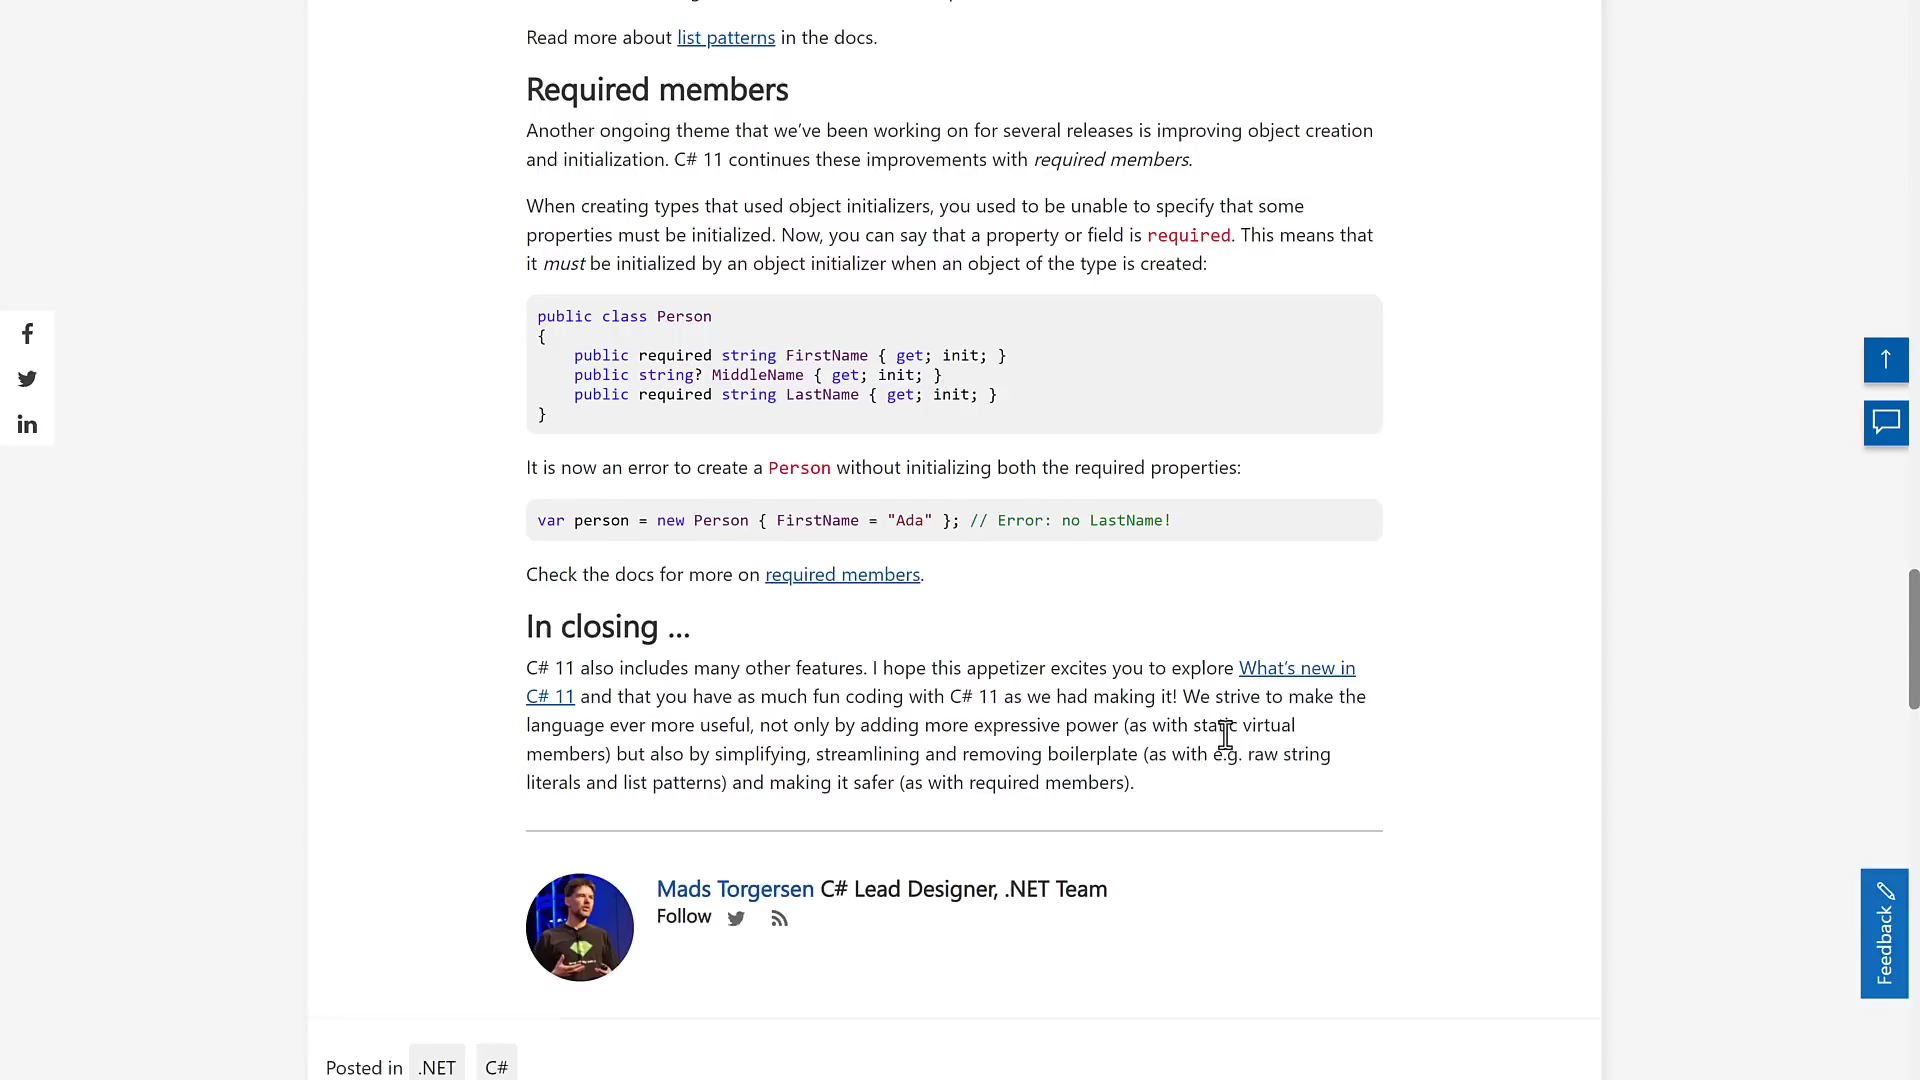 Read more about list patterns in the docs.
Required members
Another ongoing theme that we’ve been working on for several releases is improving object creation
and initialization. C# 11 continues these improvements with required members.
When creating types that used object initializers, you used to be unable to specify that some
properties must be initialized. Now, you can say that a property or field is required. This means that
it must be initialized by an object initializer when an object of the type is created:
public class Person
{
    public required string FirstName { get; init; }
    public string? MiddleName { get; init; }
    public required string LastName { get; init; }
}
It is now an error to create a Person without initializing both the required properties:
var person = new Person { FirstName = "Ada" }; // Error: no LastName!
Check the docs for more on required members.
In closing …
C# 11 also includes many other features. I hope this appetizer excites you to explore What’s new in
C# 11 and that you have as much fun coding with C# 11 as we had making it! We strive to make the
language ever more useful, not only by adding more expressive power (as with static virtual
members) but also by simplifying, streamlining and removing boilerplate (as with e.g. raw string
literals and list patterns) and making it safer (as with required members).
Mads Torgersen C# Lead Designer, .NET Team
Follow
Posted in .NET C#
Feedback